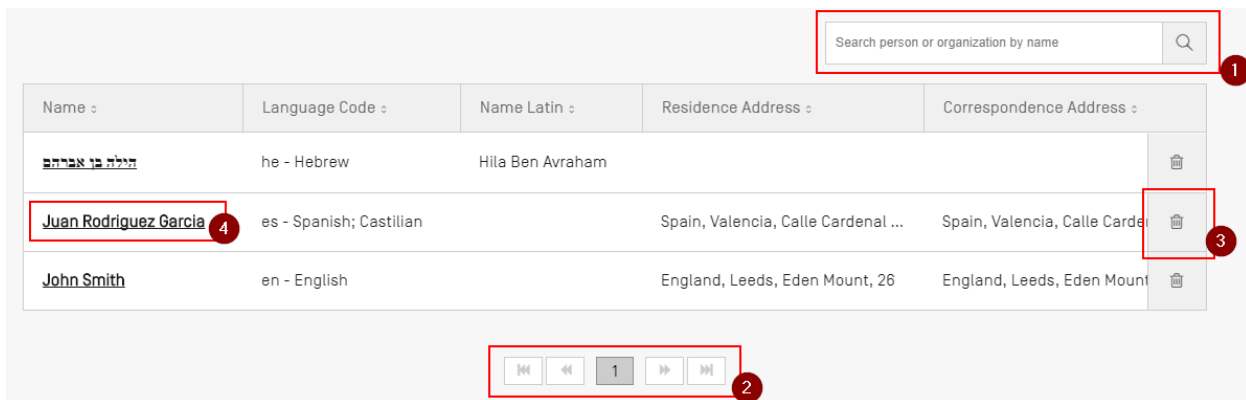 Search person or organization by name
1
Name Language Code Name Latin Residence Address Correspondence Address
הילה בן אברהם he - Hebrew Hila Ben Avraham
Juan Rodriguez Garcia 4 es - Spanish; Castilian Spain, Valencia, Calle Cardenal ... Spain, Valencia, Calle Carde
3
John Smith en - English England, Leeds, Eden Mount, 26 England, Leeds, Eden Mount
1
2